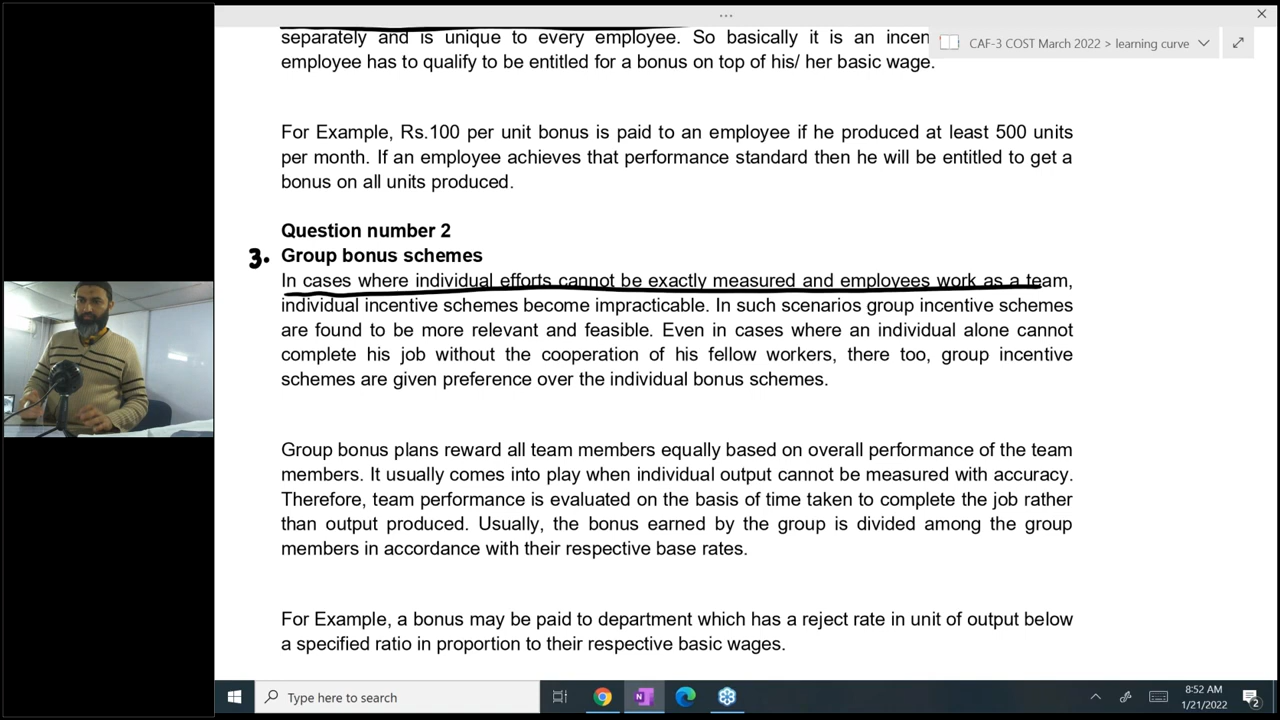 separately and is unique to every employee. So basically it is an incen
employee has to qualify to be entitled for a bonus on top of his/ her basic wage.
CAF-3 COST March 2022 > learning curve
For Example, Rs.100 per unit bonus is paid to an employee if he produced at least 500 units
per month. If an employee achieves that performance standard then he will be entitled to get a
bonus on all units produced.
Question number 2
3. Group bonus schemes
In cases where individual efforts cannot be exactly measured and employees work as a team,
individual incentive schemes become impracticable. In such scenarios group incentive schemes
are found to be more relevant and feasible. Even in cases where an individual alone cannot
complete his job without the cooperation of his fellow workers, there too, group incentive
schemes are given preference over the individual bonus schemes.
Group bonus plans reward all team members equally based on overall performance of the team
members. It usually comes into play when individual output cannot be measured with accuracy.
Therefore, team performance is evaluated on the basis of time taken to complete the job rather
than output produced. Usually, the bonus earned by the group is divided among the group
members in accordance with their respective base rates.
For Example, a bonus may be paid to department which has a reject rate in unit of output below
a specified ratio in proportion to their respective basic wages.
Type here to search
8:52 AM
1/21/2022
2